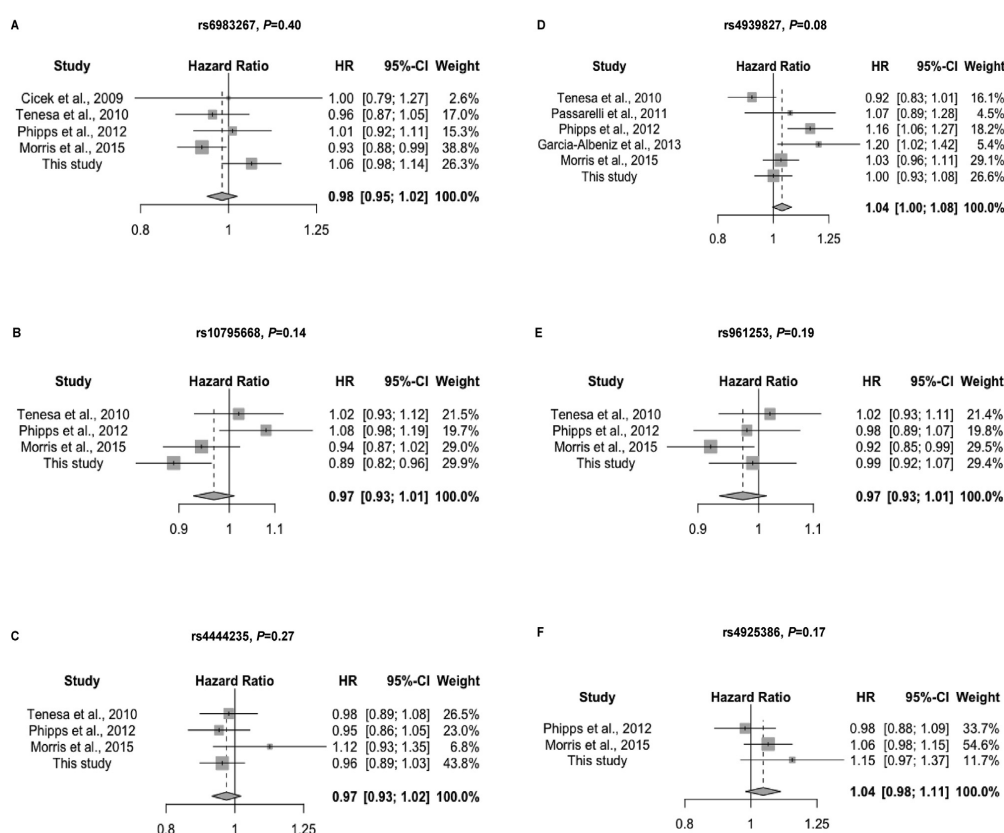 A
rs6983267, P=0.40
Study Hazard Ratio HR 95%-CI Weight
Cicek et al., 2009 1.00 [0.79; 1.27] 2.6%
Tenesa et al., 2010 0.96 [0.87; 1.05] 17.0%
Phipps et al., 2012 1.01 [0.92; 1.11] 15.3%
Morris et al., 2015 0.93 [0.88; 0.99] 38.8%
This study 1.06 [0.98; 1.14] 26.3%
0.98 [0.95; 1.02] 100.0%
0.8 1 1.25
B
rs10795668, P=0.14
Study Hazard Ratio HR 95%-CI Weight
Tenesa et al., 2010 1.02 [0.93; 1.12] 21.5%
Phipps et al., 2012 1.08 [0.98; 1.19] 19.7%
Morris et al., 2015 0.94 [0.87; 1.02] 29.0%
This study 0.89 [0.82; 0.96] 29.9%
0.97 [0.93; 1.01] 100.0%
0.9 1 1.1
C
rs4444235, P=0.27
Study Hazard Ratio HR 95%-CI Weight
Tenesa et al., 2010 0.98 [0.89; 1.08] 26.5%
Phipps et al., 2012 0.95 [0.86; 1.05] 23.0%
Morris et al., 2015 1.12 [0.93; 1.35] 6.8%
This study 0.96 [0.89; 1.03] 43.8%
0.97 [0.93; 1.02] 100.0%
0.8 1 1.25
D
rs4939827, P=0.08
Study Hazard Ratio HR 95%-CI Weight
Tenesa et al., 2010 0.92 [0.83; 1.01] 16.1%
Passarelli et al., 2011 1.07 [0.89; 1.28] 4.5%
Phipps et al., 2012 1.16 [1.06; 1.27] 18.2%
Garcia-Albeniz et al., 2013 1.20 [1.02; 1.42] 5.4%
Morris et al., 2015 1.03 [0.96; 1.11] 29.1%
This study 1.00 [0.93; 1.08] 26.6%
1.04 [1.00; 1.08] 100.0%
0.8 1 1.25
E
rs961253, P=0.19
Study Hazard Ratio HR 95%-CI Weight
Tenesa et al., 2010 1.02 [0.93; 1.11] 21.4%
Phipps et al., 2012 0.98 [0.89; 1.07] 19.8%
Morris et al., 2015 0.92 [0.85; 0.99] 29.5%
This study 0.99 [0.92; 1.07] 29.4%
0.97 [0.93; 1.01] 100.0%
0.9 1 1.1
F
rs4925386, P=0.17
Study Hazard Ratio HR 95%-CI Weight
Phipps et al., 2012 0.98 [0.88; 1.09] 33.7%
Morris et al., 2015 1.06 [0.98; 1.15] 54.6%
This study 1.15 [0.97; 1.37] 11.7%
1.04 [0.98; 1.11] 100.0%
0.8 1 1.25